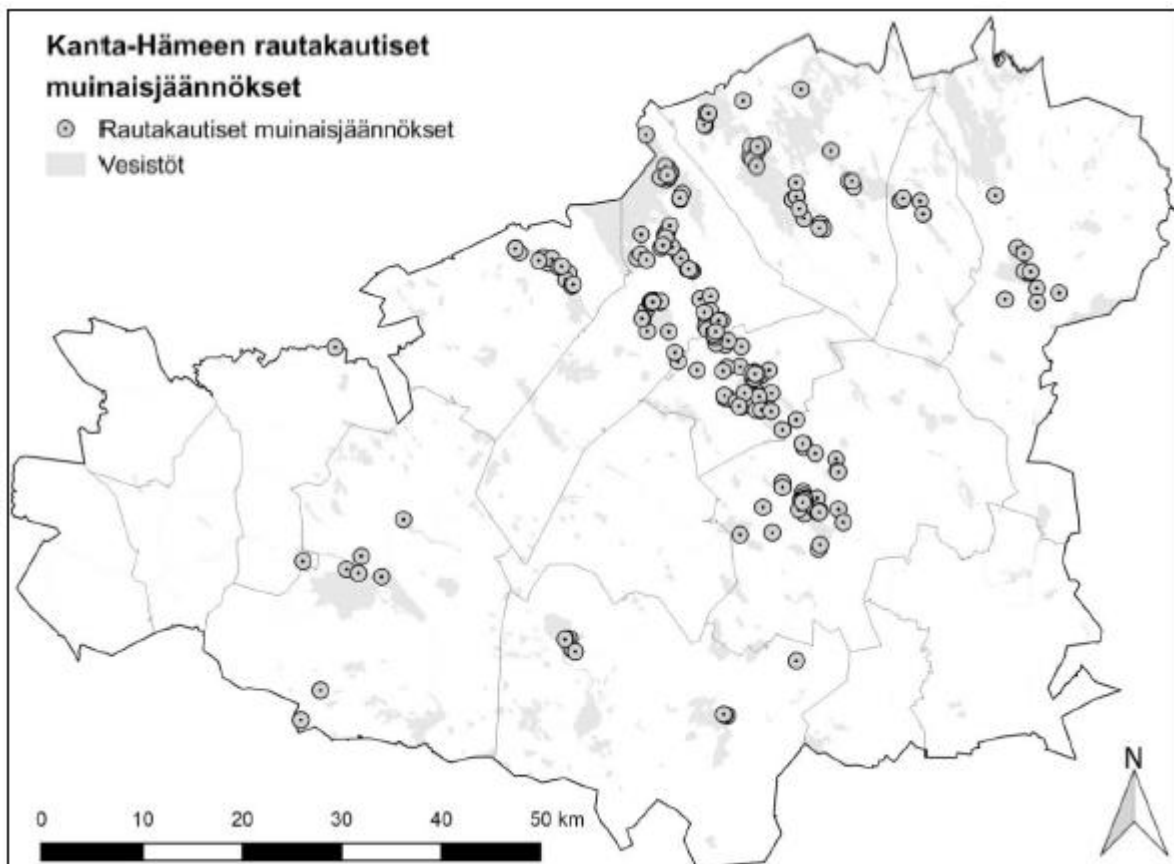 Kanta-Hämeen rautakautiset
muinaisjäännökset
Rautakautiset muinaisjäännökset
Vesistöt
N
0 10 20 30 40 50 km